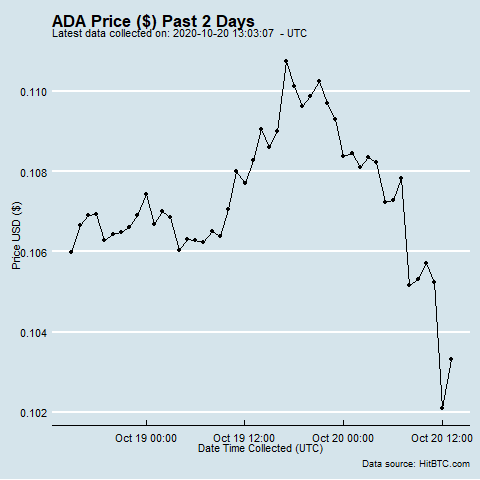 ADA Price ($) Past 2 Days
Latest data collected on: 2020-10-20 13:03:07 - UTC
Price USD ($)
0.110
0.108
0.106
0.104
0.102
Oct 19 00:00 Oct 19 12:00 Oct 20 00:00 Oct 20 12:00
Date Time Collected (UTC)
Data source: HitBTC.com